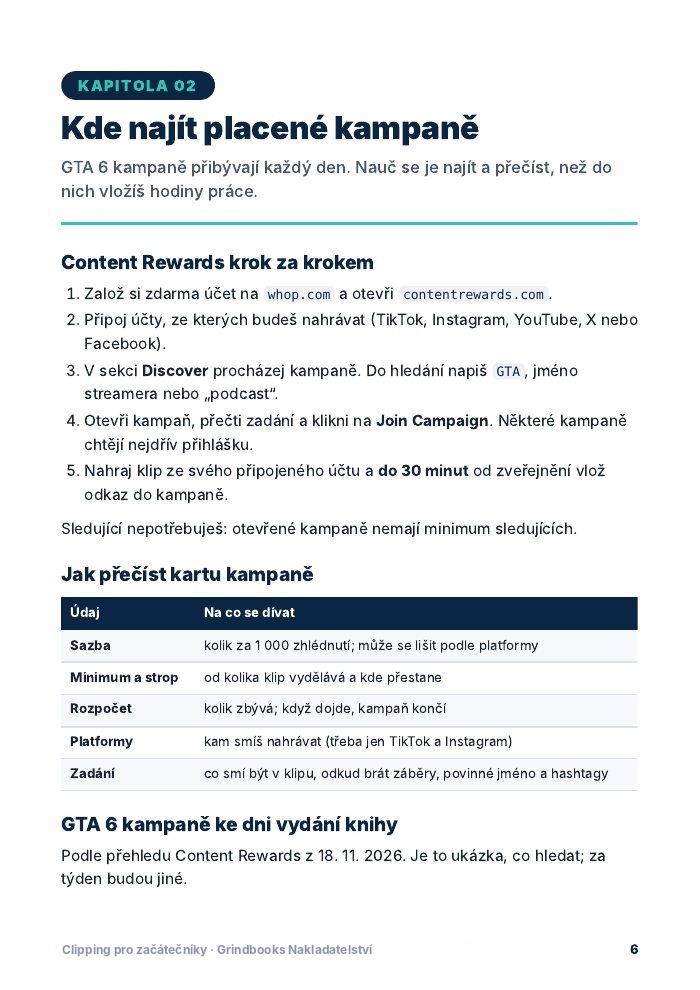 KAPITOLA 02
Kde najít placené kampaně
GTA 6 kampaně přibývají každý den. Nauč se je najít a přečíst, než do
nich vložíš hodiny práce.
Content Rewards krok za krokem
1. Založ si zdarma účet na whop.com a otevři contentrewards.com.
2. Připoj účty, ze kterých budeš nahrávat (TikTok, Instagram, YouTube, X nebo
Facebook).
3. V sekci Discover procházej kampaně. Do hledání napiš GTA, jméno
streamera nebo „podcast“.
4. Otevři kampaň, přečti zadání a klikni na Join Campaign. Některé kampaně
chtějí nejdřív přihlášku.
5. Nahraj klip ze svého připojeného účtu a do 30 minut od zveřejnění vlož
odkaz do kampaně.
Sledující nepotřebuješ: otevřené kampaně nemají minimum sledujících.
Jak přečíst kartu kampaně
Údaj Na co se dívat
Sazba kolik za 1 000 zhlédnutí; může se lišit podle platformy
Minimum a strop od kolika klip vydělává a kde přestane
Rozpočet kolik zbývá; když dojde, kampaň končí
Platformy kam smíš nahrávat (třeba jen TikTok a Instagram)
Zadání co smí být v klipu, odkud brát záběry, povinné jméno a hashtagy
GTA 6 kampaně ke dni vydání knihy
Podle přehledu Content Rewards z 18. 11. 2026. Je to ukázka, co hledat; za
týden budou jiné.
Clipping pro začátečníky · Grindbooks Nakladatelství 6